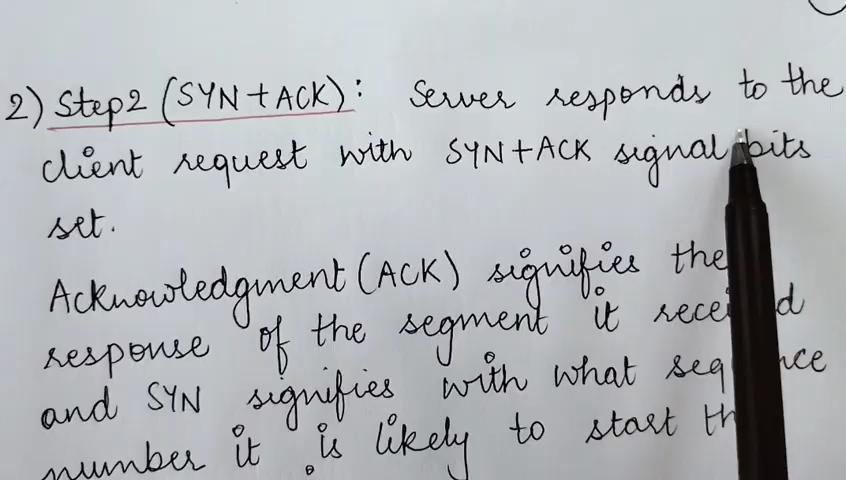 2) Step2 (SYN+ACK): Server responds to the
client request with SYN+ACK signal bits
set.
Acknowledgment (ACK) signifies the
response of the segment it
and SYN signifies with what
number it is likely to start